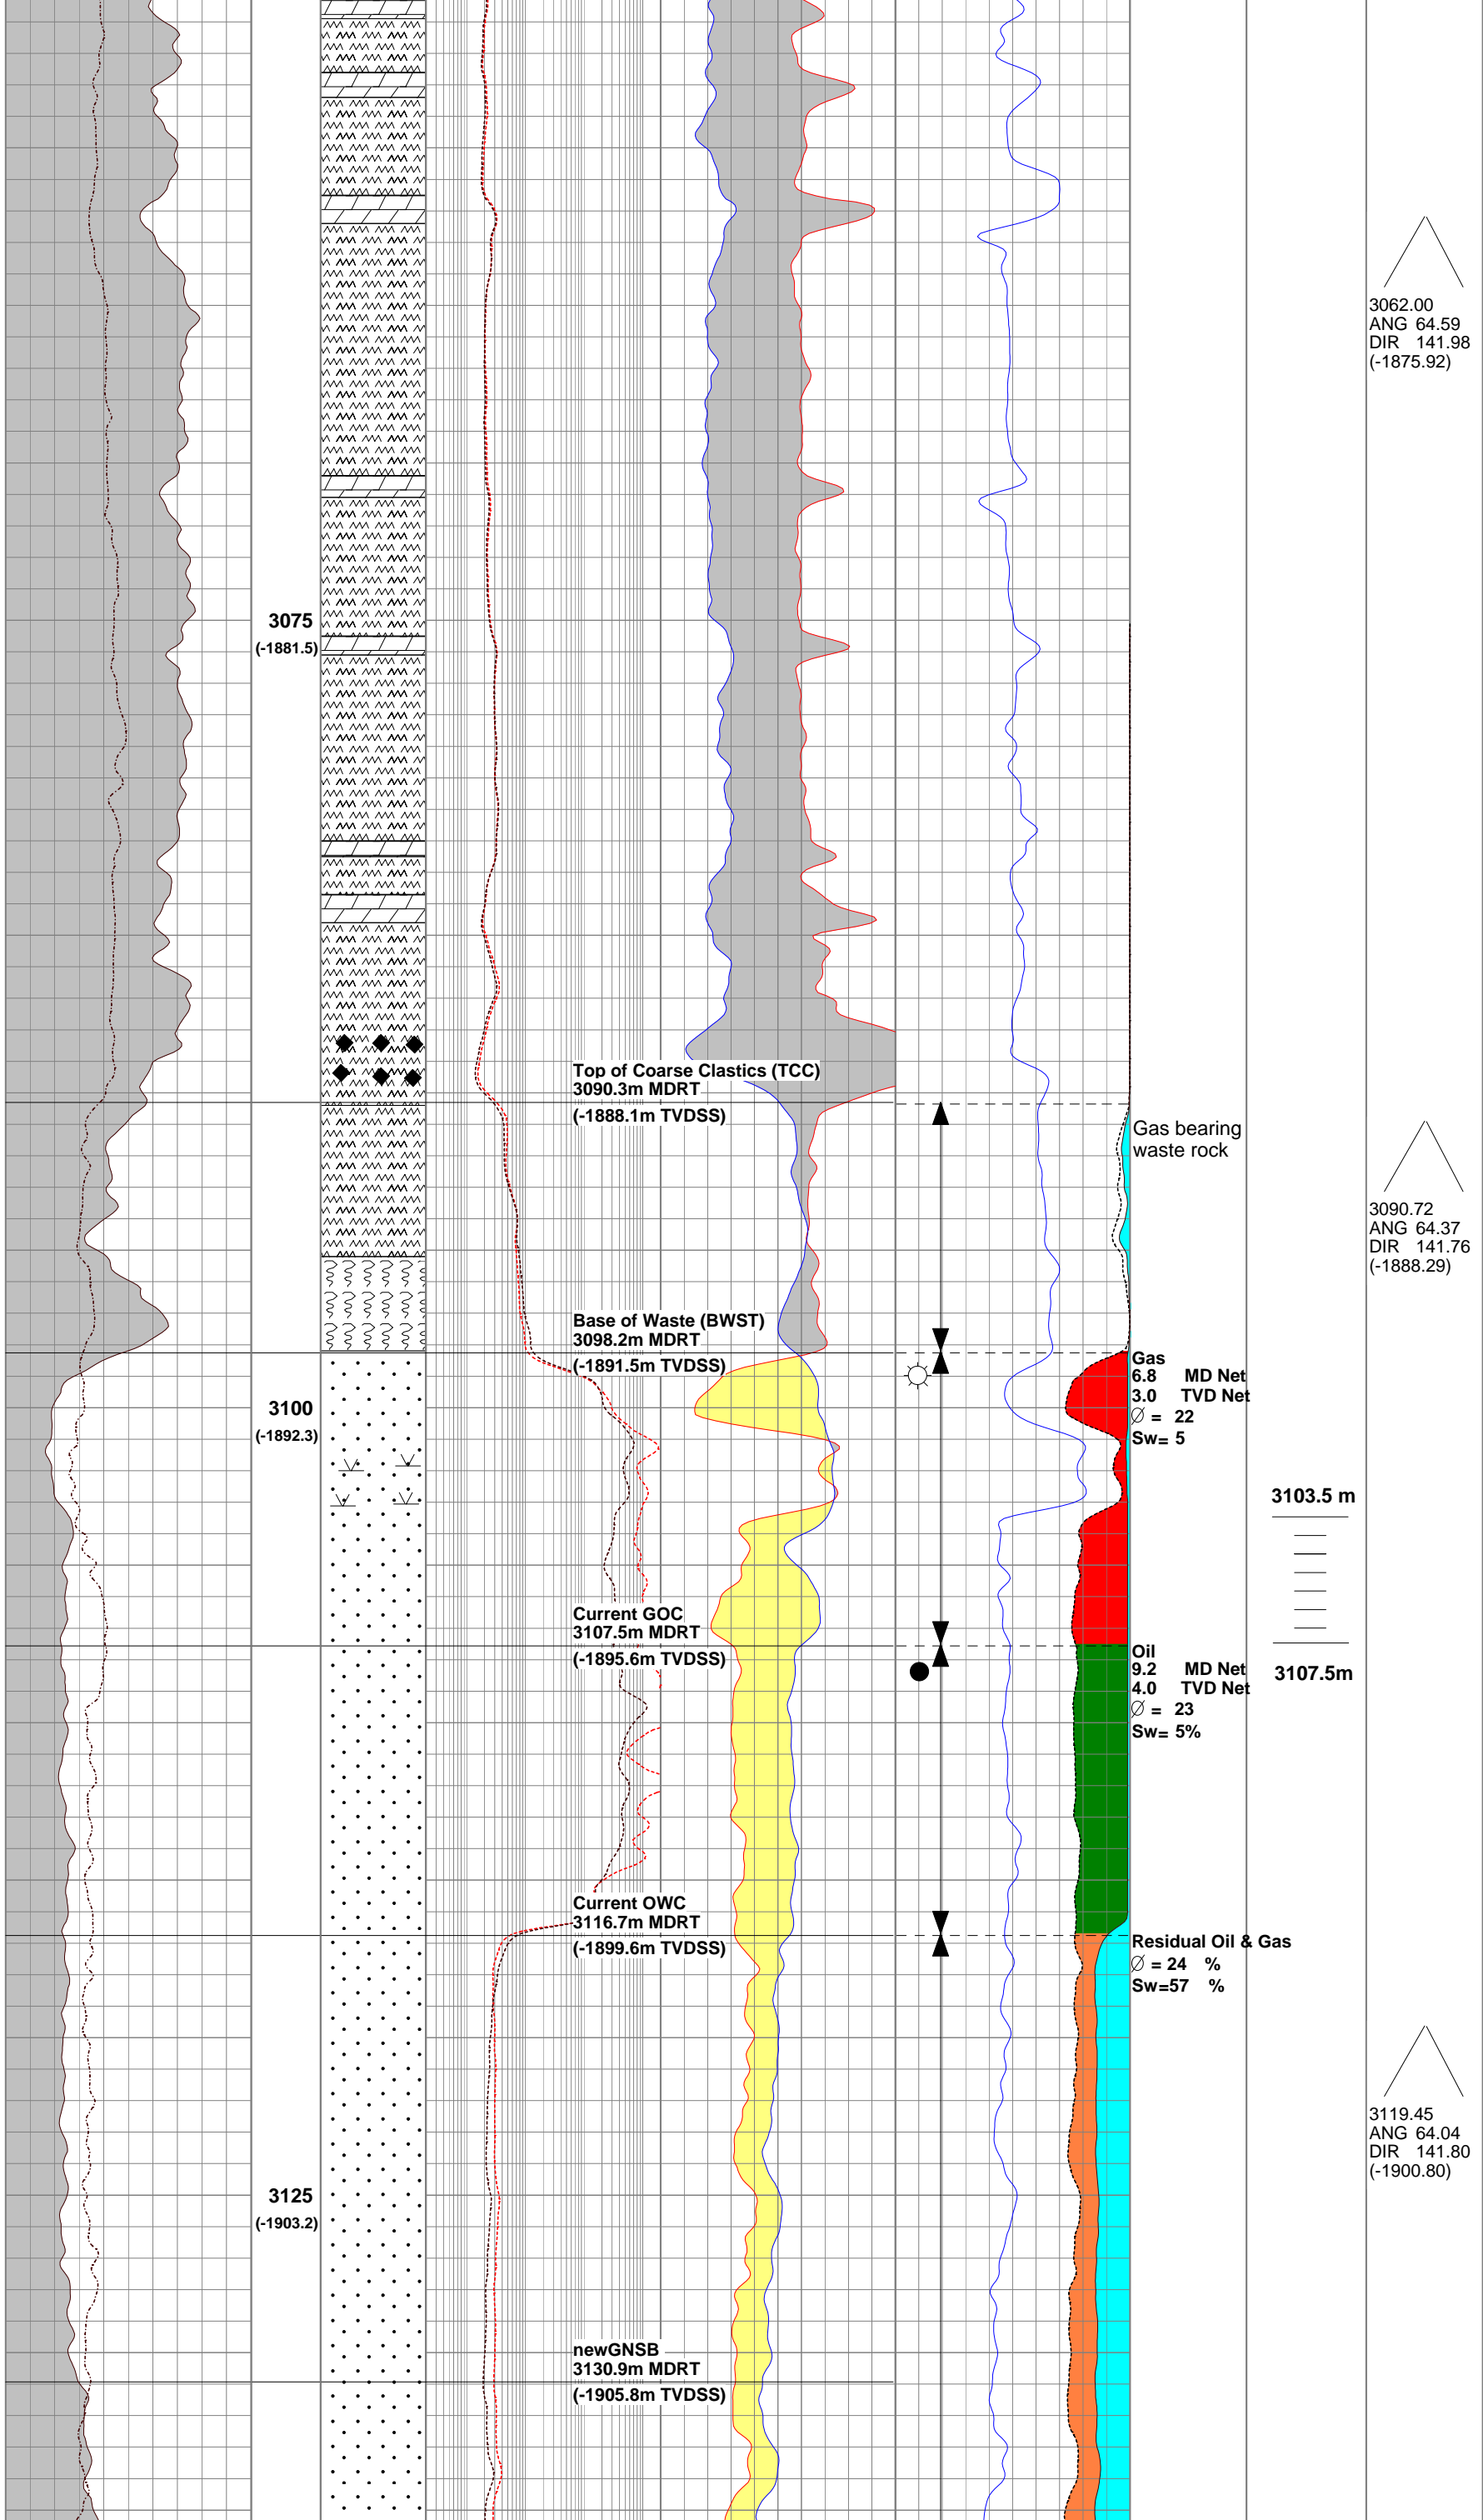 3062.00
ANG 64.59
DIR 141.98
(-1875.92)
3075
(-1881.5)
Top of Coarse Clastics (TCC)
3090.3m MDRT
(-1888.1m TVDSS)
Gas bearing
waste rock
3090.72
ANG 64.37
DIR 141.76
(-1888.29)
Base of Waste (BWST)
3098.2m MDRT
(-1891.5m TVDSS)
Gas
6.8 MD Net
3.0 TVD Net
∅ = 22
Sw= 5
3100
(-1892.3)
3103.5 m
Current GOC
3107.5m MDRT
(-1895.6m TVDSS)
Oil
9.2 MD Net
4.0 TVD Net
∅ = 23
Sw= 5%
3107.5m
Current OWC
3116.7m MDRT
(-1899.6m TVDSS)
Residual Oil & Gas
∅ = 24 %
Sw=57 %
3119.45
ANG 64.04
DIR 141.80
(-1900.80)
3125
(-1903.2)
newGNSB
3130.9m MDRT
(-1905.8m TVDSS)